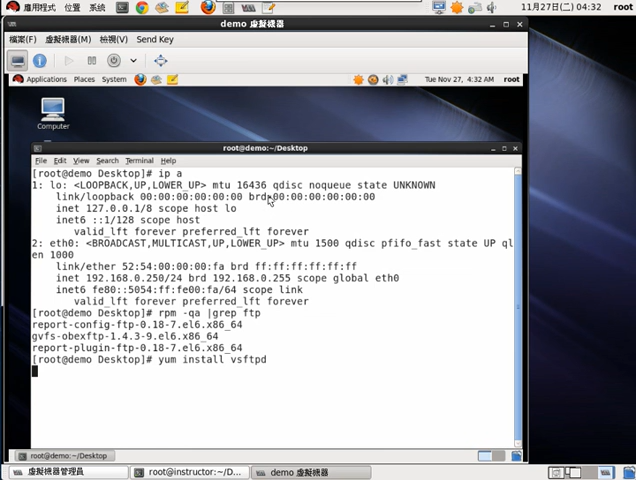 應用程式 位置 系統 11月27日(二) 04:32 root
demo 虛擬機器
檔案(F) 虛擬機器(M) 檢視(V) Send Key
Applications Places System Tue Nov 27, 4:32 AM root
Computer
root@demo:~/Desktop
File Edit View Search Terminal Help
[root@demo Desktop]# ip a
1: lo: <LOOPBACK,UP,LOWER_UP> mtu 16436 qdisc noqueue state UNKNOWN
link/loopback 00:00:00:00:00:00 brd 00:00:00:00:00:00
inet 127.0.0.1/8 scope host lo
inet6 ::1/128 scope host
valid_lft forever preferred_lft forever
2: eth0: <BROADCAST,MULTICAST,UP,LOWER_UP> mtu 1500 qdisc pfifo_fast state UP ql
en 1000
link/ether 52:54:00:00:00:fa brd ff:ff:ff:ff:ff:ff
inet 192.168.0.250/24 brd 192.168.0.255 scope global eth0
inet6 fe80::5054:ff:fe00:fa/64 scope link
valid_lft forever preferred_lft forever
[root@demo Desktop]# rpm -qa |grep ftp
report-config-ftp-0.18-7.el6.x86_64
gvfs-obexftp-1.4.3-9.el6.x86_64
report-plugin-ftp-0.18-7.el6.x86_64
[root@demo Desktop]# yum install vsftpd
root@demo:~/Desktop
虛擬機器管理員 root@instructor:~/D... demo 虛擬機器